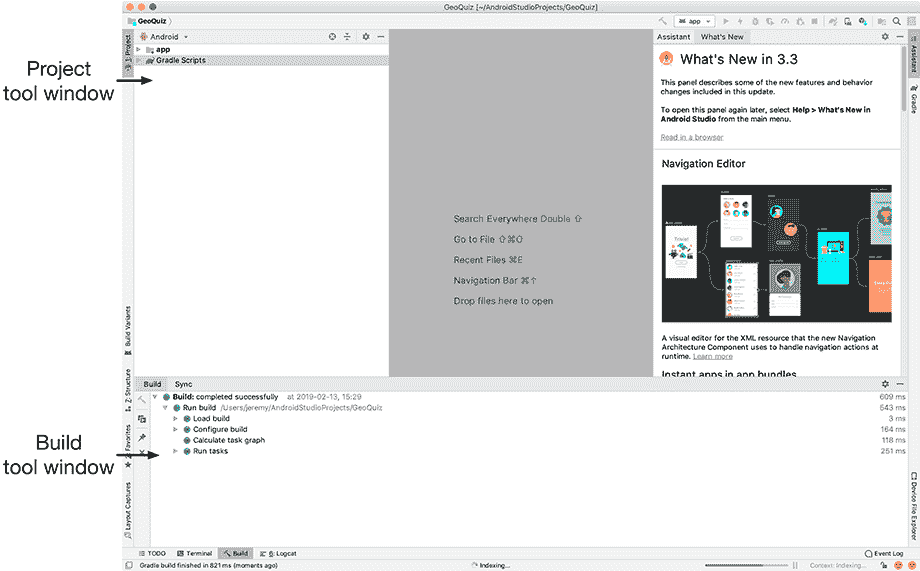 GeoQuiz [~/AndroidStudioProjects/GeoQuiz]
GeoQuiz
app
Project
tool window
1: Project
Android
app
Gradle Scripts
Search Everywhere Double ⇧
Go to File ⇧⌘O
Recent Files ⌘E
Navigation Bar ⌘↑
Drop files here to open
Assistant What's New
What's New in 3.3
This panel describes some of the new features and behavior
changes included in this update.
To open this panel again later, select Help > What's New in
Android Studio from the main menu.
Read in a browser
Navigation Editor
Travel
A visual editor for the XML resource that the new Navigation
Architecture Component uses to handle navigation actions at
runtime. Learn more
Instant apps in app bundles
Assistant
Gradle
Device File Explorer
Build Variants
Z: Structure
2: Favorites
Layout Captures
Build
tool window
Build Sync
Build: completed successfully at 2019-02-13, 15:29 609 ms
Run build /Users/jeremy/AndroidStudioProjects/GeoQuiz 543 ms
Load build 3 ms
Configure build 164 ms
Calculate task graph 118 ms
Run tasks 251 ms
TODO Terminal Build 6: Logcat Event Log
Gradle build finished in 821 ms (moments ago) Indexing... Context: Indexing...